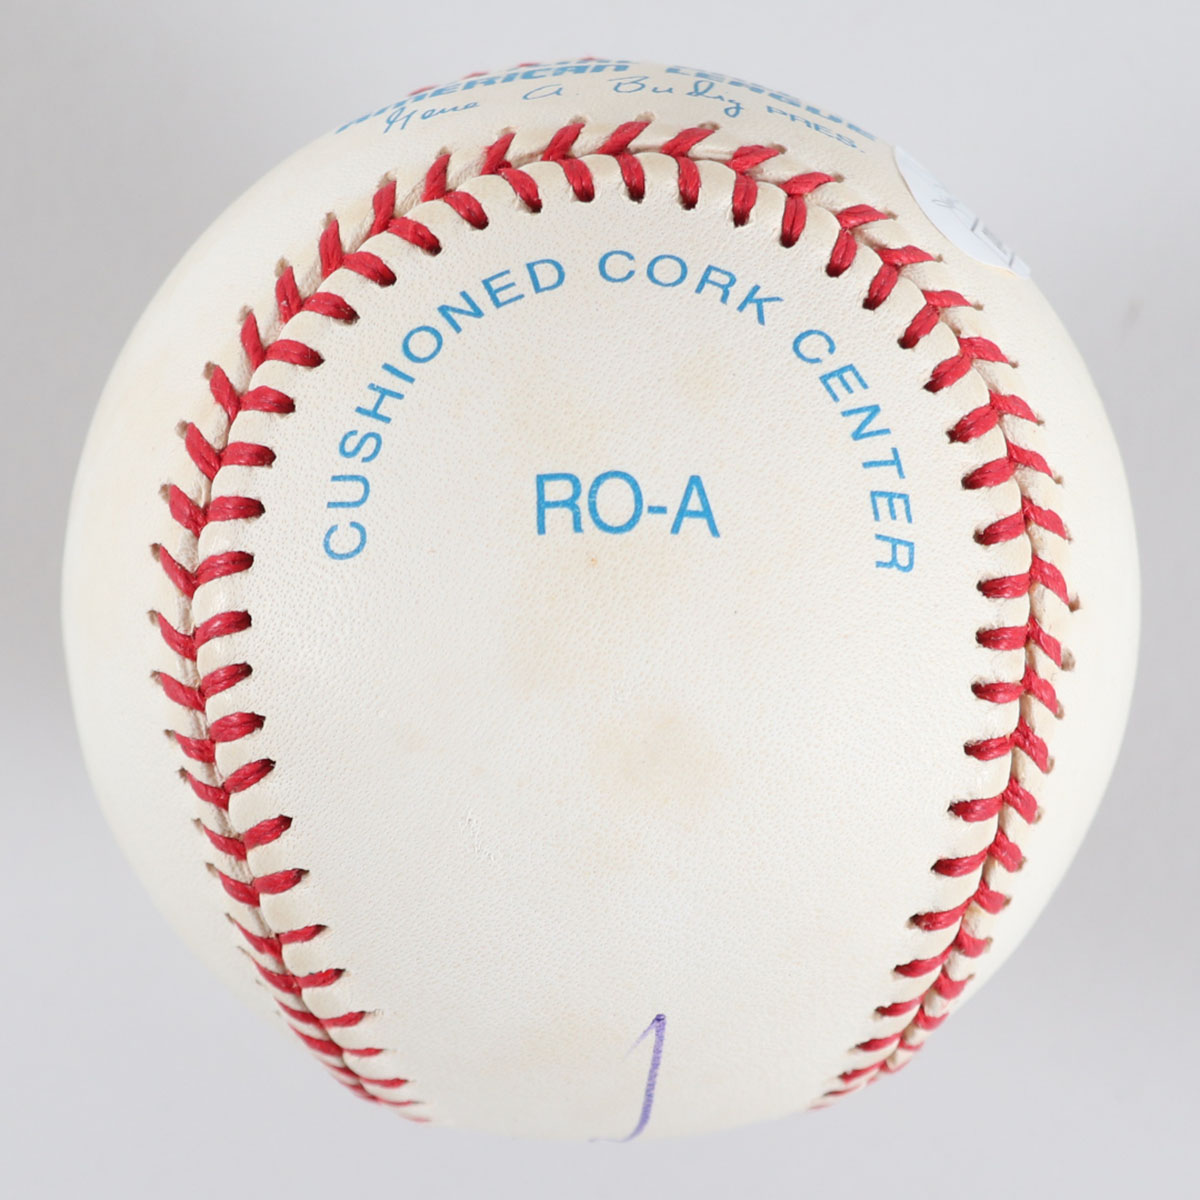 AMERICAN LEAGUE
Gene A. Budig PRES.
CUSHIONED CORK CENTER
RO-A